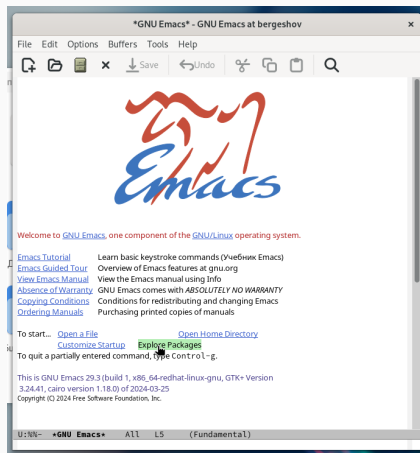 *GNU Emacs* - GNU Emacs at bergeshov
File Edit Options Buffers Tools Help
Save Undo
Emacs
Welcome to GNU Emacs, one component of the GNU/Linux operating system.
Emacs Tutorial Learn basic keystroke commands (Учебник Emacs)
Emacs Guided Tour Overview of Emacs features at gnu.org
View Emacs Manual View the Emacs manual using Info
Absence of Warranty GNU Emacs comes with ABSOLUTELY NO WARRANTY
Copying Conditions Conditions for redistributing and changing Emacs
Ordering Manuals Purchasing printed copies of manuals
To start... Open a File Open Home Directory
Customize Startup Explore Packages
To quit a partially entered command, type Control-g.
This is GNU Emacs 29.3 (build 1, x86_64-redhat-linux-gnu, GTK+ Version
3.24.41, cairo version 1.18.0) of 2024-03-25
Copyright (C) 2024 Free Software Foundation, Inc.
U:%%- *GNU Emacs* All L5 (Fundamental)